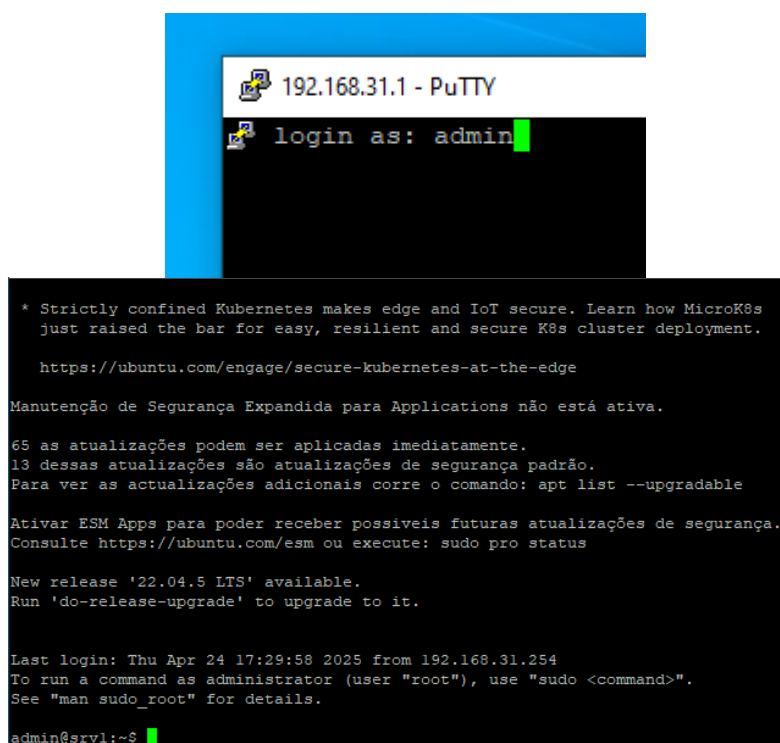 192.168.31.1 - PuTTY
login as: admin
* Strictly confined Kubernetes makes edge and IoT secure. Learn how MicroK8s
just raised the bar for easy, resilient and secure K8s cluster deployment.
https://ubuntu.com/engage/secure-kubernetes-at-the-edge
Manutenção de Segurança Expandida para Applications não está ativa.
65 as atualizações podem ser aplicadas imediatamente.
13 dessas atualizações são atualizações de segurança padrão.
Para ver as actualizações adicionais corre o comando: apt list --upgradable
Ativar ESM Apps para poder receber possiveis futuras atualizações de segurança.
Consulte https://ubuntu.com/esm ou execute: sudo pro status
New release '22.04.5 LTS' available.
Run 'do-release-upgrade' to upgrade to it.
Last login: Thu Apr 24 17:29:58 2025 from 192.168.31.254
To run a command as administrator (user "root"), use "sudo <command>".
See "man sudo_root" for details.
admin@srv1:~$